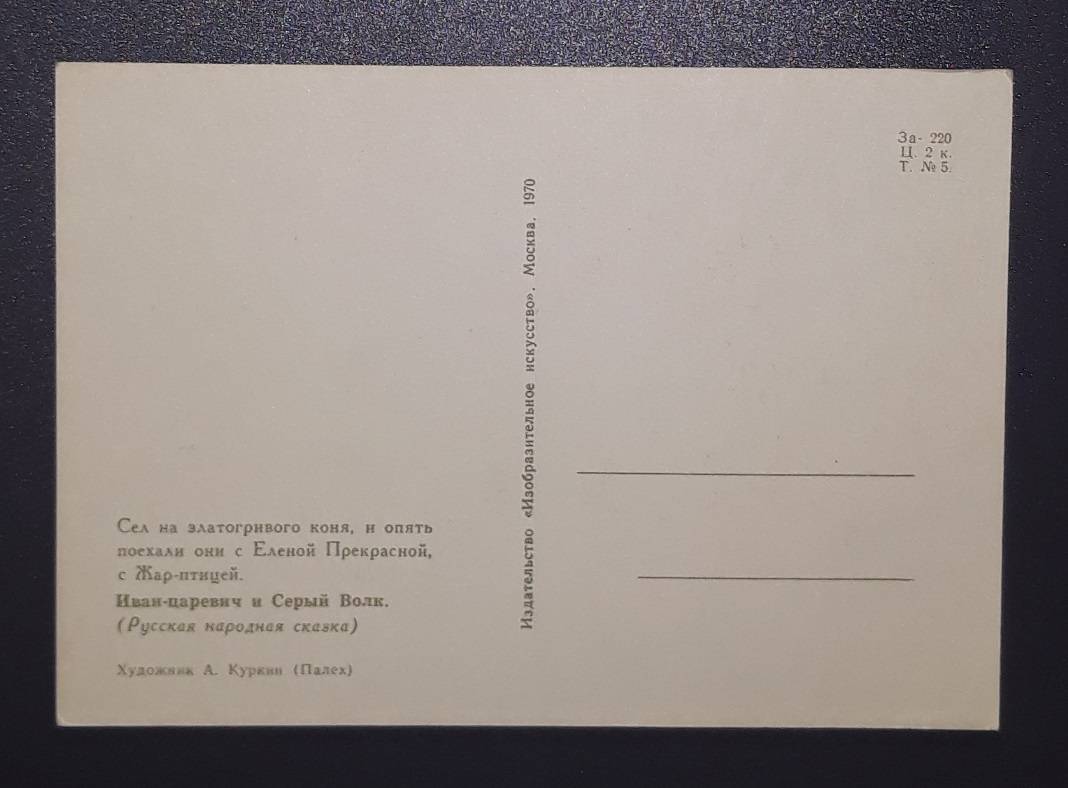 За- 220
Ц. 2 к.
Т. № 5.
Издательство «Изобразительное искусство». Москва. 1970
Сел на златогривого коня, и опять
поехали они с Еленой Прекрасной,
с Жар-птицей.
Иван-царевич и Серый Волк.
(Русская народная сказка)
Художник А. Куркин (Палех)